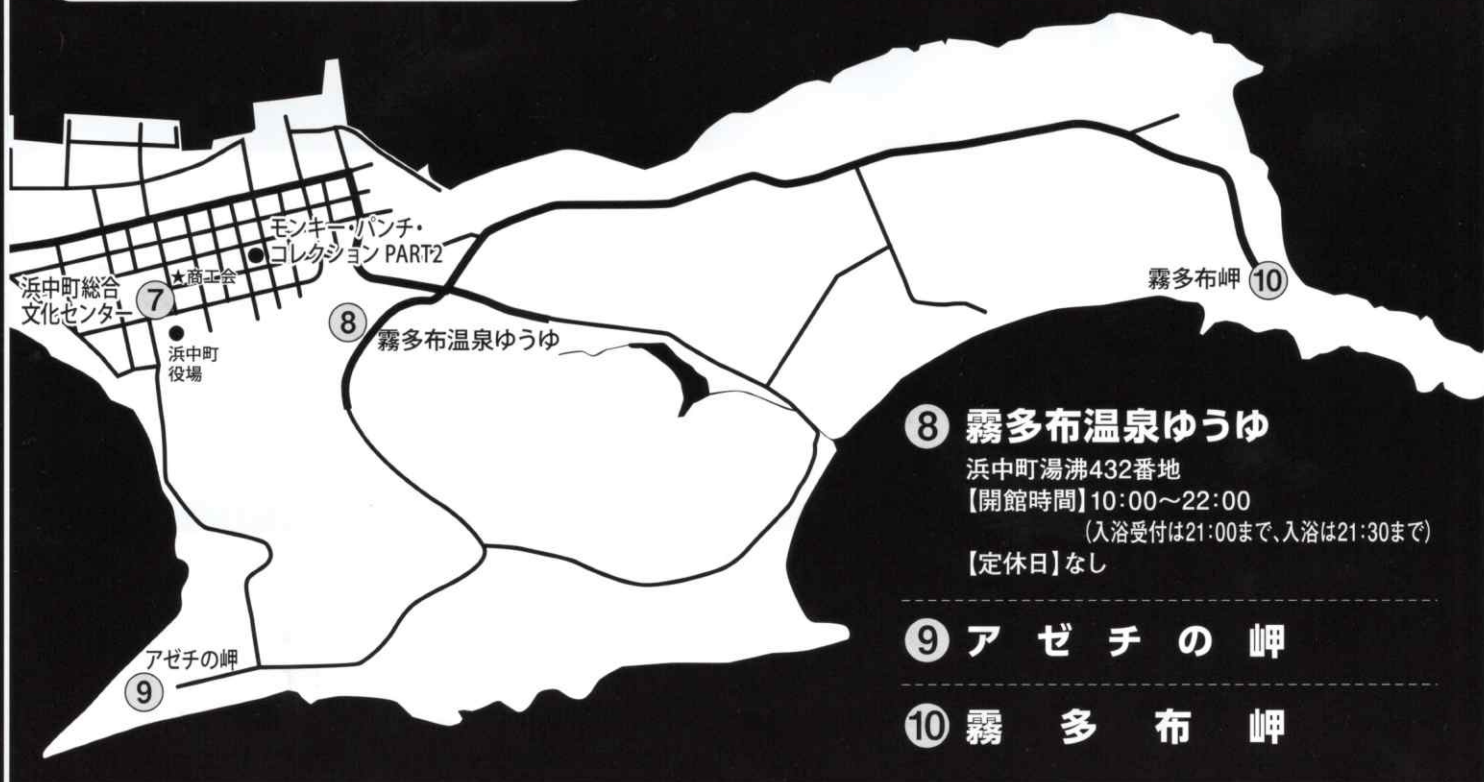 モンキー・パンチ・
コレクション PART2
★商工会
浜中町総合
文化センター
7
浜中町
役場
8
霧多布温泉ゆうゆ
霧多布岬
10
アゼチの岬
9
8 霧多布温泉ゆうゆ
浜中町湯沸432番地
【開館時間】10:00～22:00
(入浴受付は21:00まで、入浴は21:30まで)
【定休日】なし
9 アゼチの岬
10 霧多布岬